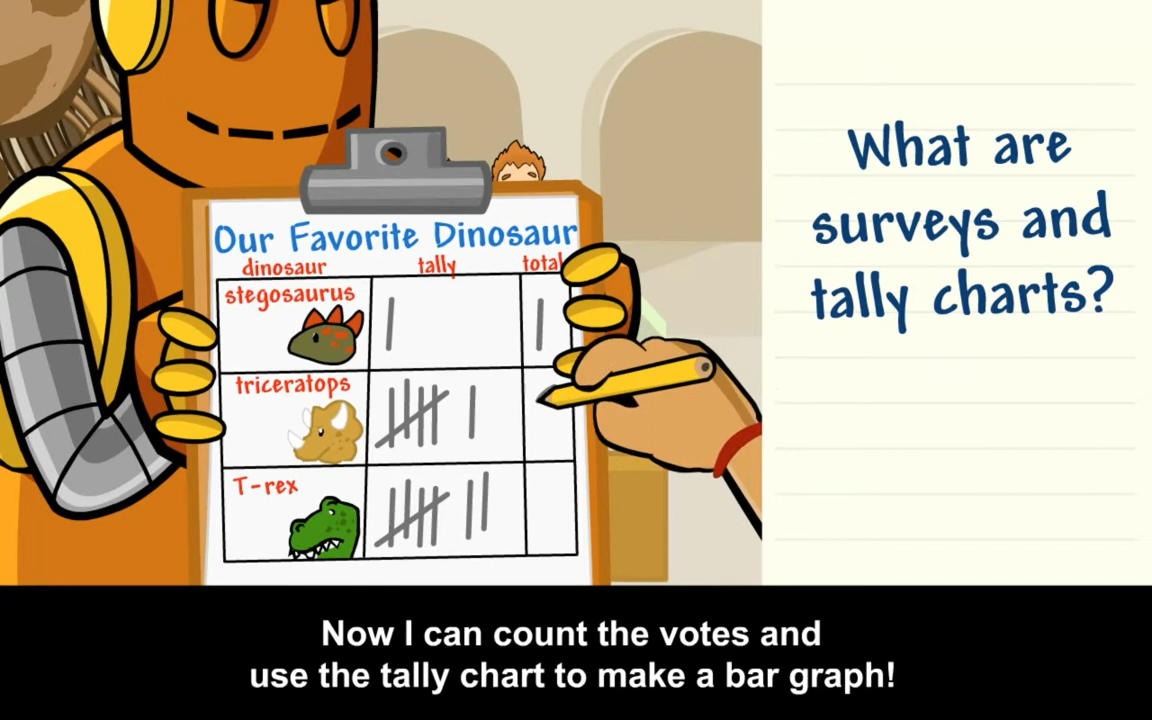 Our Favorite Dinosaur
dinosaur tally total
stegosaurus 1
triceratops
T-rex
What are
surveys and
tally charts?
Now I can count the votes and
use the tally chart to make a bar graph!